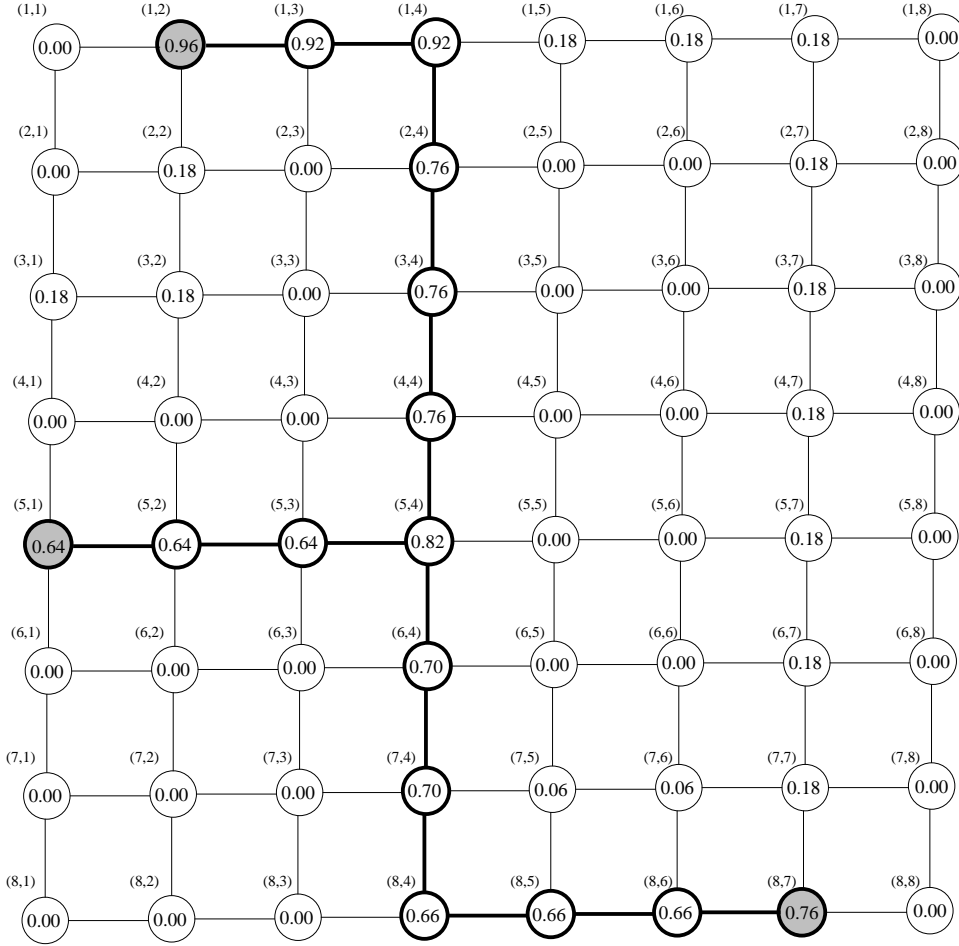 (1,1) (1,2) (1,3) (1,4) (1,5) (1,6) (1,7) (1,8)
0.00 0.96 0.92 0.92 0.18 0.18 0.18 0.00
(2,1) (2,2) (2,3) (2,4) (2,5) (2,6) (2,7) (2,8)
0.00 0.18 0.00 0.76 0.00 0.00 0.18 0.00
(3,1) (3,2) (3,3) (3,4) (3,5) (3,6) (3,7) (3,8)
0.18 0.18 0.00 0.76 0.00 0.00 0.18 0.00
(4,1) (4,2) (4,3) (4,4) (4,5) (4,6) (4,7) (4,8)
0.00 0.00 0.00 0.76 0.00 0.00 0.18 0.00
(5,1) (5,2) (5,3) (5,4) (5,5) (5,6) (5,7) (5,8)
0.64 0.64 0.64 0.82 0.00 0.00 0.18 0.00
(6,1) (6,2) (6,3) (6,4) (6,5) (6,6) (6,7) (6,8)
0.00 0.00 0.00 0.70 0.00 0.00 0.18 0.00
(7,1) (7,2) (7,3) (7,4) (7,5) (7,6) (7,7) (7,8)
0.00 0.00 0.00 0.70 0.06 0.06 0.18 0.00
(8,1) (8,2) (8,3) (8,4) (8,5) (8,6) (8,7) (8,8)
0.00 0.00 0.00 0.66 0.66 0.66 0.76 0.00